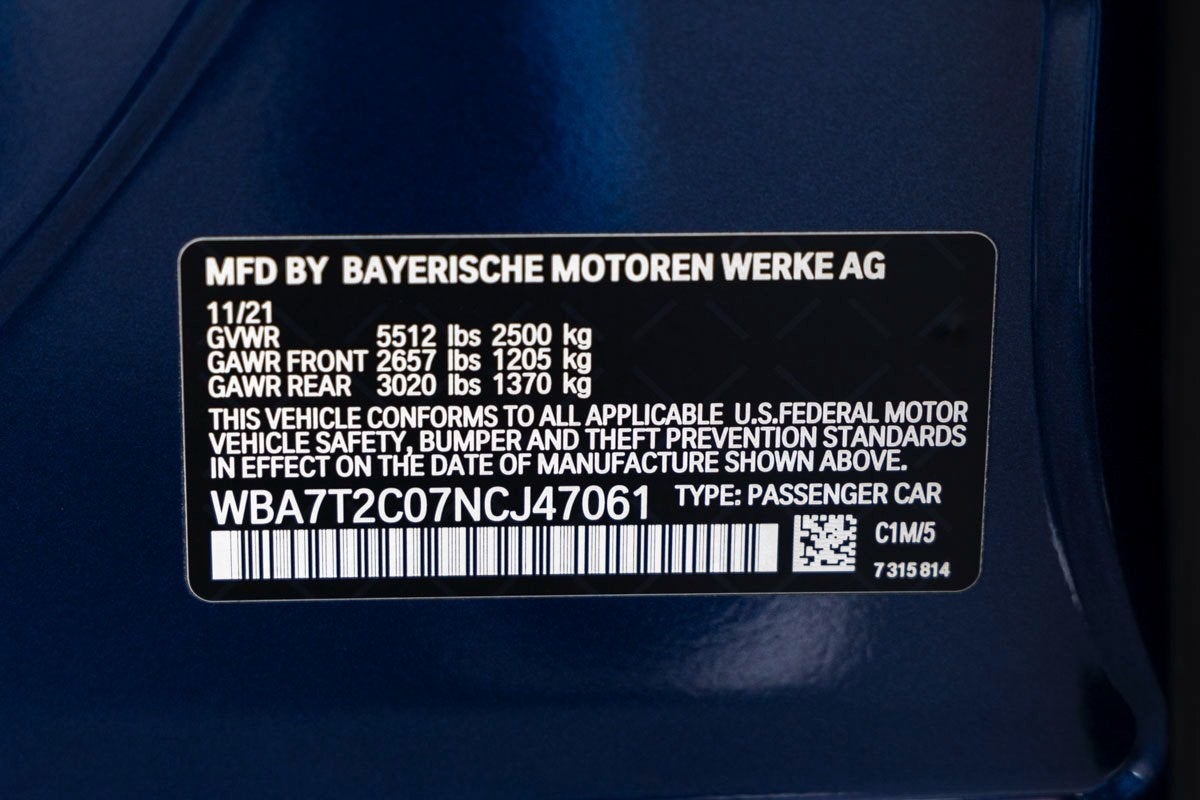 MFD BY BAYERISCHE MOTOREN WERKE AG
11/21
GVWR 5512 lbs 2500 kg
GAWR FRONT 2657 lbs 1205 kg
GAWR REAR 3020 lbs 1370 kg
THIS VEHICLE CONFORMS TO ALL APPLICABLE U.S.FEDERAL MOTOR
VEHICLE SAFETY, BUMPER AND THEFT PREVENTION STANDARDS
IN EFFECT ON THE DATE OF MANUFACTURE SHOWN ABOVE.
WBA7T2C07NCJ47061 TYPE: PASSENGER CAR
C1M/5
7 315 814